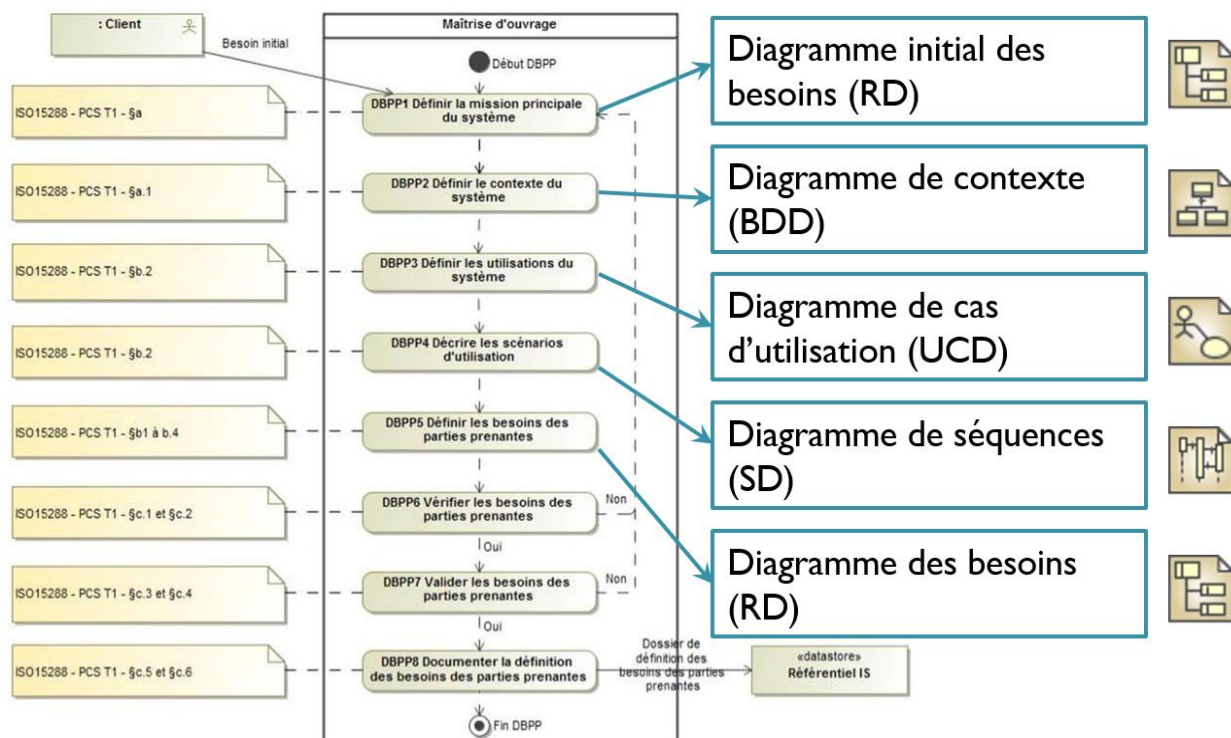 : Client
Maîtrise d'ouvrage
Besoin initial
Début DBPP
ISO15288 - PCS T1 - §a
DBPP1 Définir la mission principale
du système
Diagramme initial des
besoins (RD)
ISO15288 - PCS T1 - §a.1
DBPP2 Définir le contexte du
système
Diagramme de contexte
(BDD)
ISO15288 - PCS T1 - §b.2
DBPP3 Définir les utilisations du
système
Diagramme de cas
d'utilisation (UCD)
ISO15288 - PCS T1 - §b.2
DBPP4 Décrire les scénarios
d'utilisation
Diagramme de séquences
(SD)
ISO15288 - PCS T1 - §b1 à b.4
DBPP5 Définir les besoins des
parties prenantes
Diagramme des besoins
(RD)
ISO15288 - PCS T1 - §c.1 et §c.2
DBPP6 Vérifier les besoins des
parties prenantes
Non
Oui
ISO15288 - PCS T1 - §c.3 et §c.4
DBPP7 Valider les besoins des
parties prenantes
Non
Oui
ISO15288 - PCS T1 - §c.5 et §c.6
DBPP8 Documenter la définition
des besoins des parties prenantes
Dossier de
définition des
besoins des parties
prenantes
«datastore»
Référentiel IS
Fin DBPP